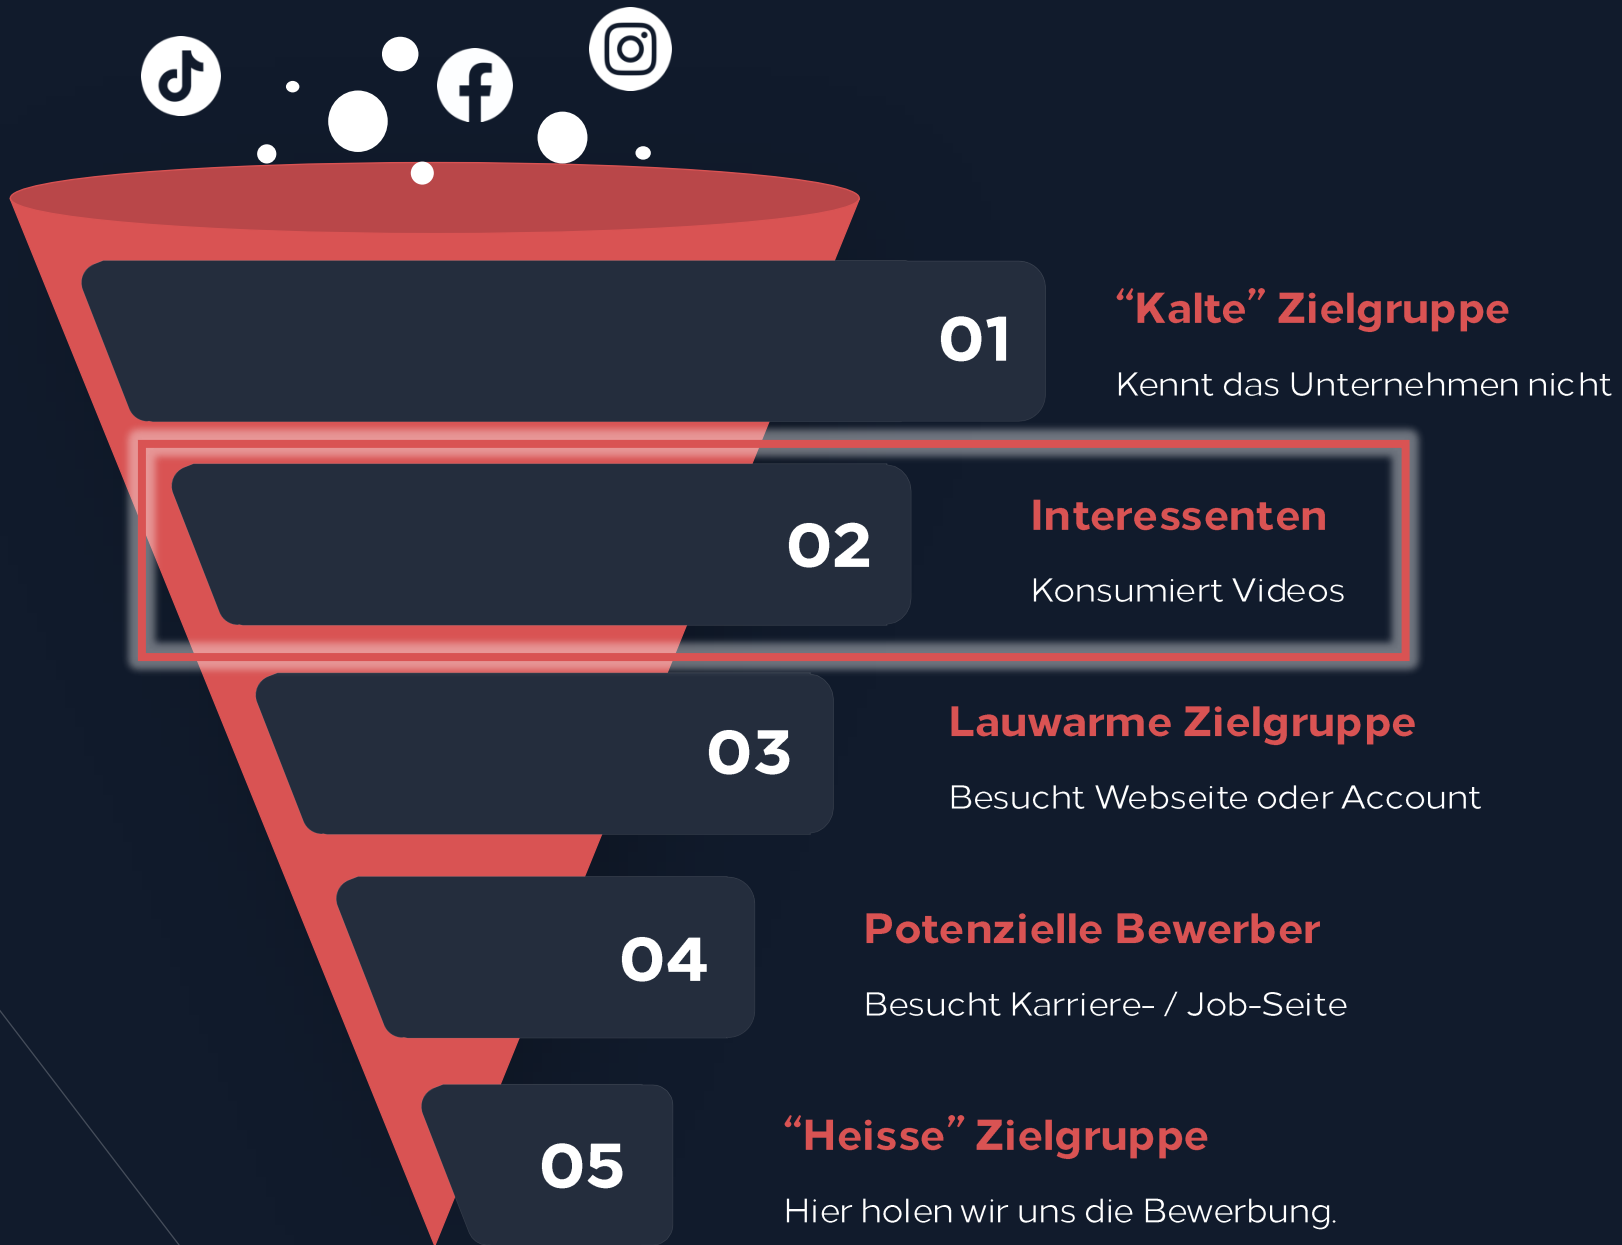 01
“Kalte” Zielgruppe
Kennt das Unternehmen nicht
02
Interessenten
Konsumiert Videos
03
Lauwarme Zielgruppe
Besucht Webseite oder Account
04
Potenzielle Bewerber
Besucht Karriere- / Job-Seite
05
“Heisse” Zielgruppe
Hier holen wir uns die Bewerbung.